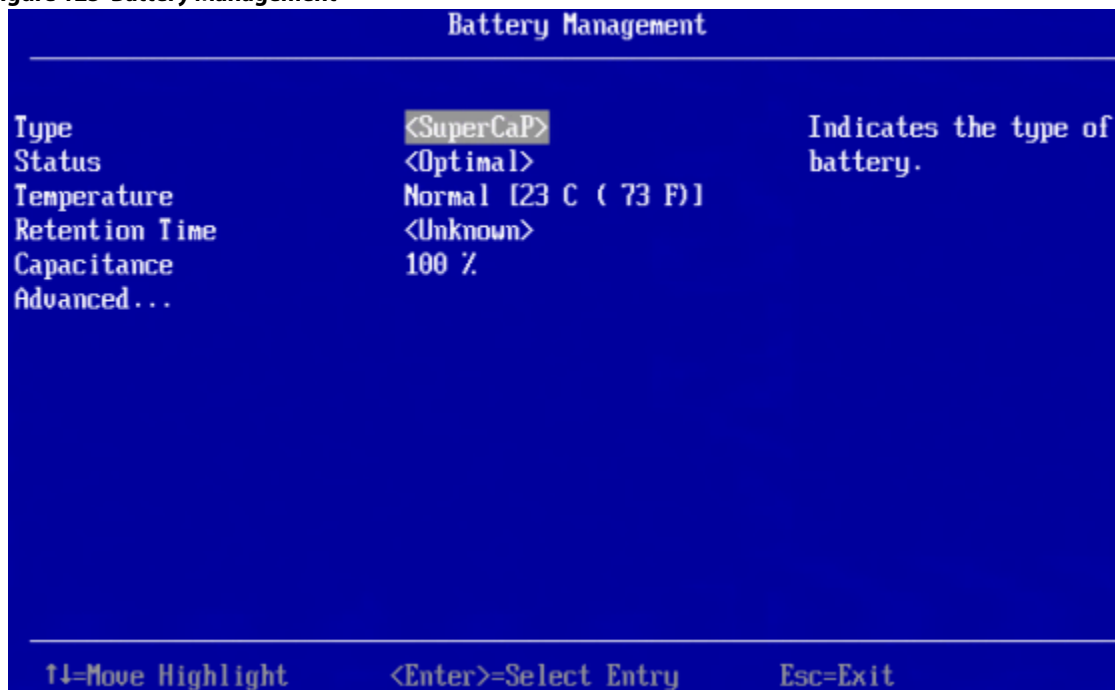 Battery Management
Type <SuperCaP> Indicates the type of
Status <Optimal> battery.
Temperature Normal [23 C ( 73 F)]
Retention Time <Unknown>
Capacitance 100 %
Advanced...
↑↓=Move Highlight <Enter>=Select Entry Esc=Exit